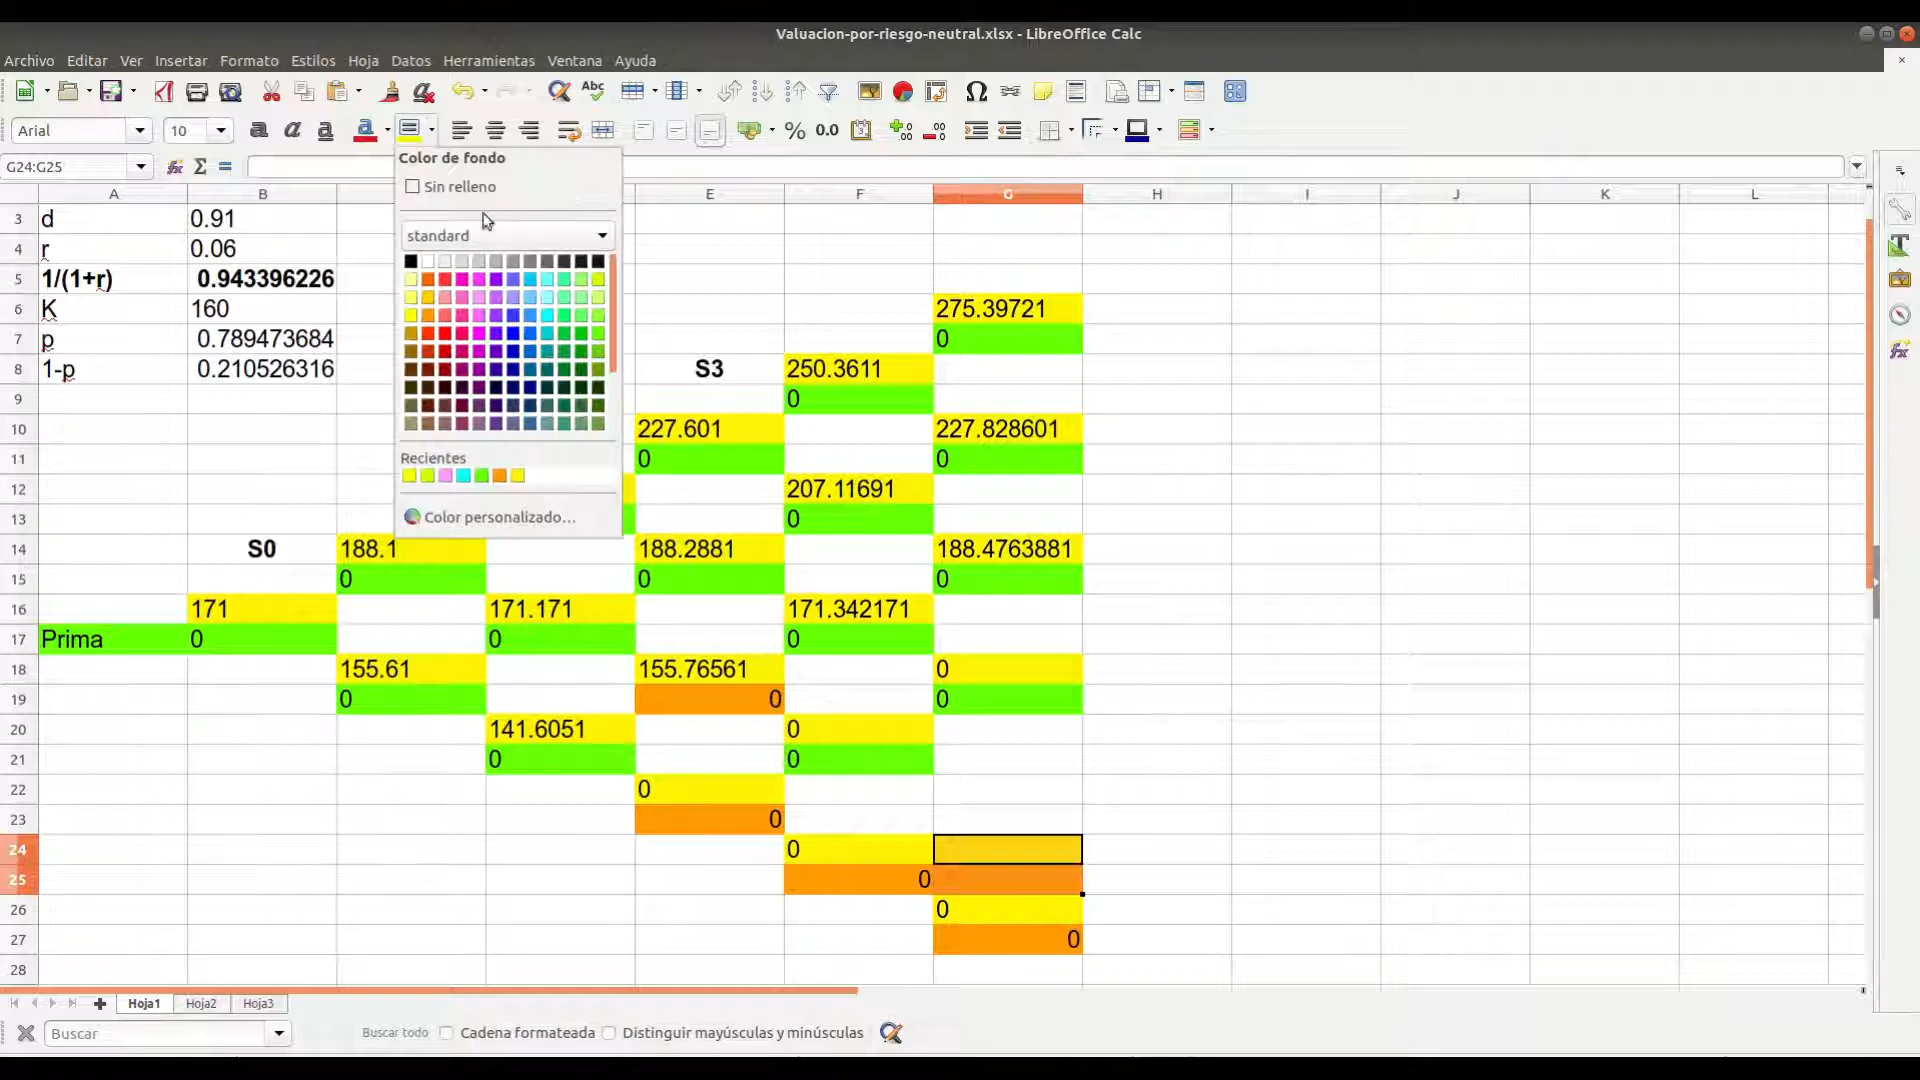 Valuacion-por-riesgo-neutral.xlsx - LibreOffice Calc
Archivo Editar Ver Insertar Formato Estilos Hoja Datos Herramientas Ventana Ayuda
Arial 10
G24:G25
Color de fondo
Sin relleno
standard
Recientes
Color personalizado...
A B E F G H I J K L
3 d 0.91
4 r 0.06
5 1/(1+r) 0.943396226
6 K 160 275.39721
7 p 0.789473684 0
8 1-p 0.210526316 S3 250.3611
9 0
10 227.601 227.828601
11 0 0
12 207.11691
13 0
14 S0 188.1 188.2881 188.4763881
15 0 0 0
16 171 171.171 171.342171
17 Prima 0 0 0
18 155.61 155.76561 0
19 0 0 0
20 141.6051 0
21 0 0
22 0
23 0
24 0
25 0
26 0
27 0
28
Hoja1 Hoja2 Hoja3
Buscar Buscar todo Cadena formateada Distinguir mayúsculas y minúsculas